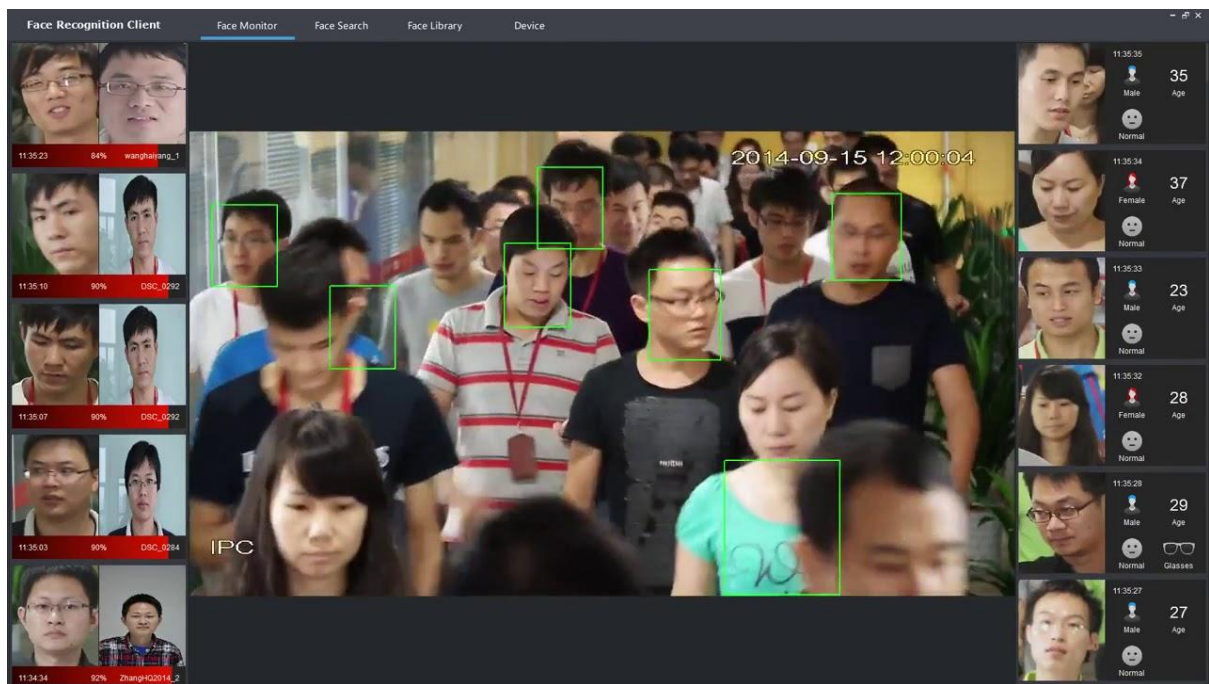 Face Recognition Client
Face Monitor
Face Search
Face Library
Device
11:35:23 84% wanghaiyang_1
11:35:10 90% DSC_0292
11:35:07 90% DSC_0292
11:35:03 90% DSC_0284
11:34:34 92% ZhangHQ2014_2
2014-09-15 12:00:04
IPC
11:35:35
35
Male Age
Normal
11:35:34
37
Female Age
Normal
11:35:33
23
Male Age
Normal
11:35:32
28
Female Age
Normal
11:35:28
29
Male Age
Normal Glasses
11:35:27
27
Male Age
Normal